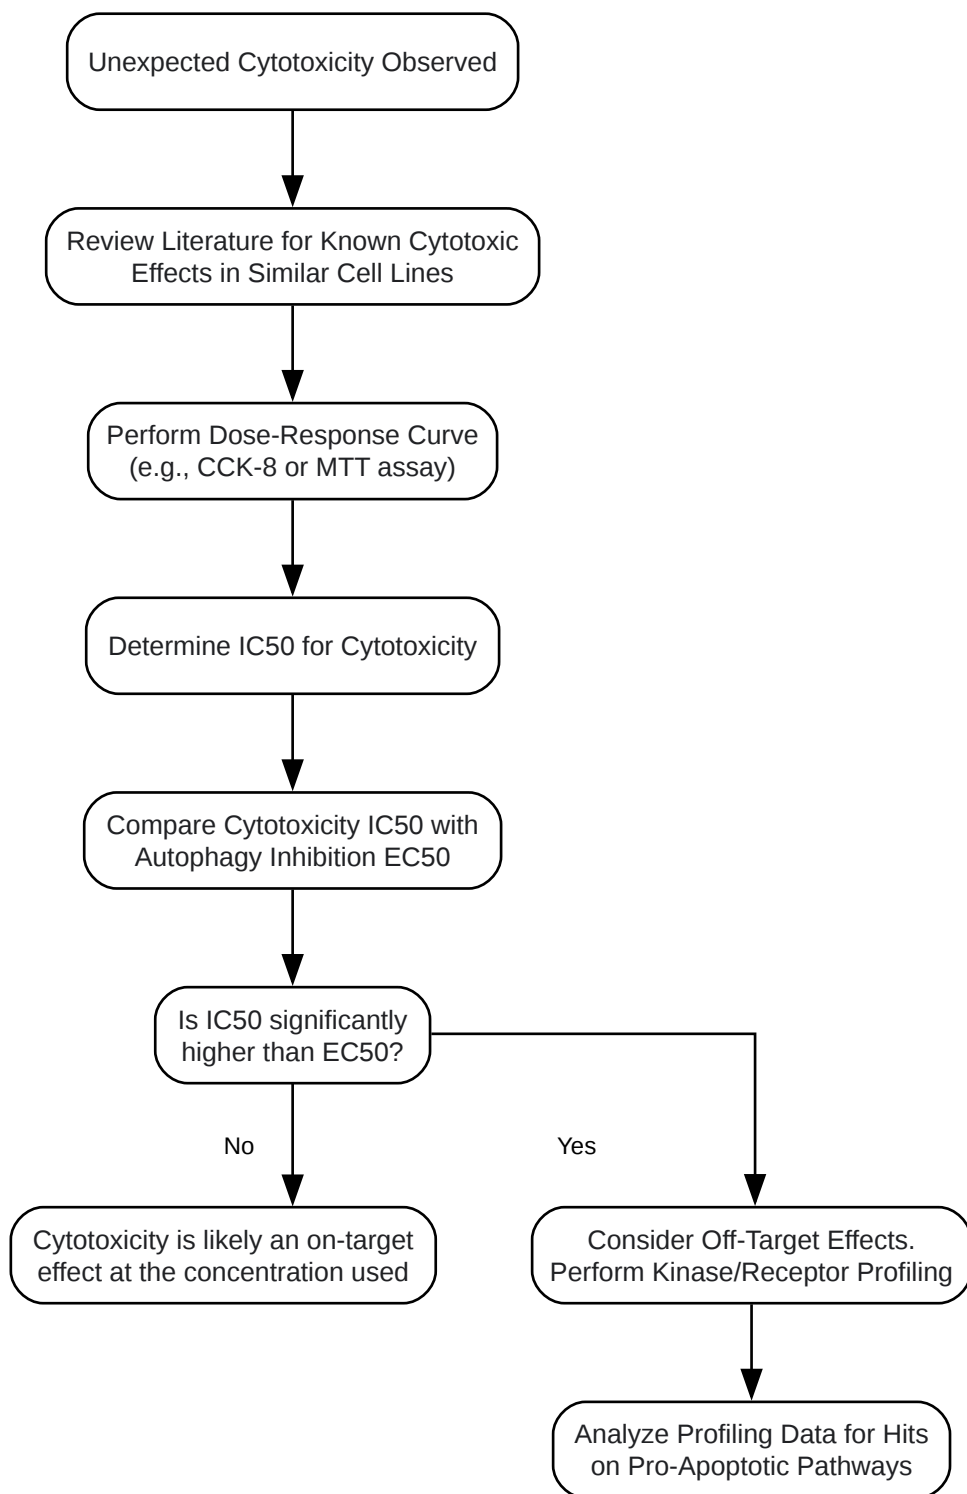 Unexpected Cytotoxicity Observed
Review Literature for Known Cytotoxic
Effects in Similar Cell Lines
Perform Dose-Response Curve
(e.g., CCK-8 or MTT assay)
Determine IC50 for Cytotoxicity
Compare Cytotoxicity IC50 with
Autophagy Inhibition EC50
Is IC50 significantly
higher than EC50?
No
Yes
Cytotoxicity is likely an on-target
effect at the concentration used
Consider Off-Target Effects.
Perform Kinase/Receptor Profiling
Analyze Profiling Data for Hits
on Pro-Apoptotic Pathways